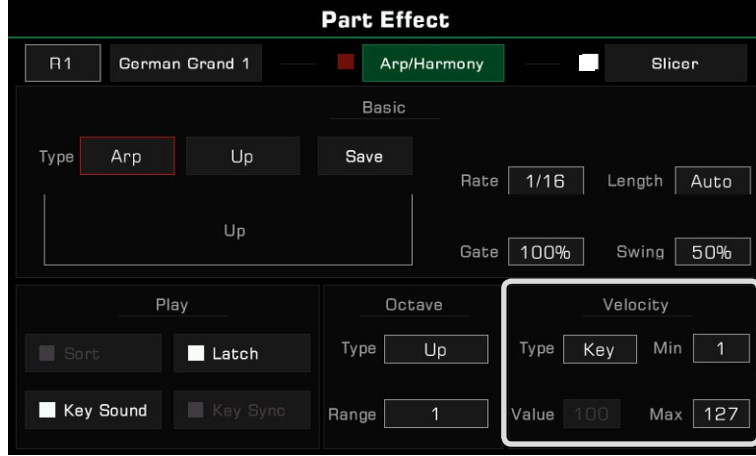 Part Effect
R1 German Grand 1 Arp/Harmony Slicer
Basic
Type Arp Up Save
Rate 1/16 Length Auto
Up
Gate 100% Swing 50%
Play
Sort Latch
Key Sound Key Sync
Octave
Type Up
Range 1
Velocity
Type Key Min 1
Value 100 Max 127